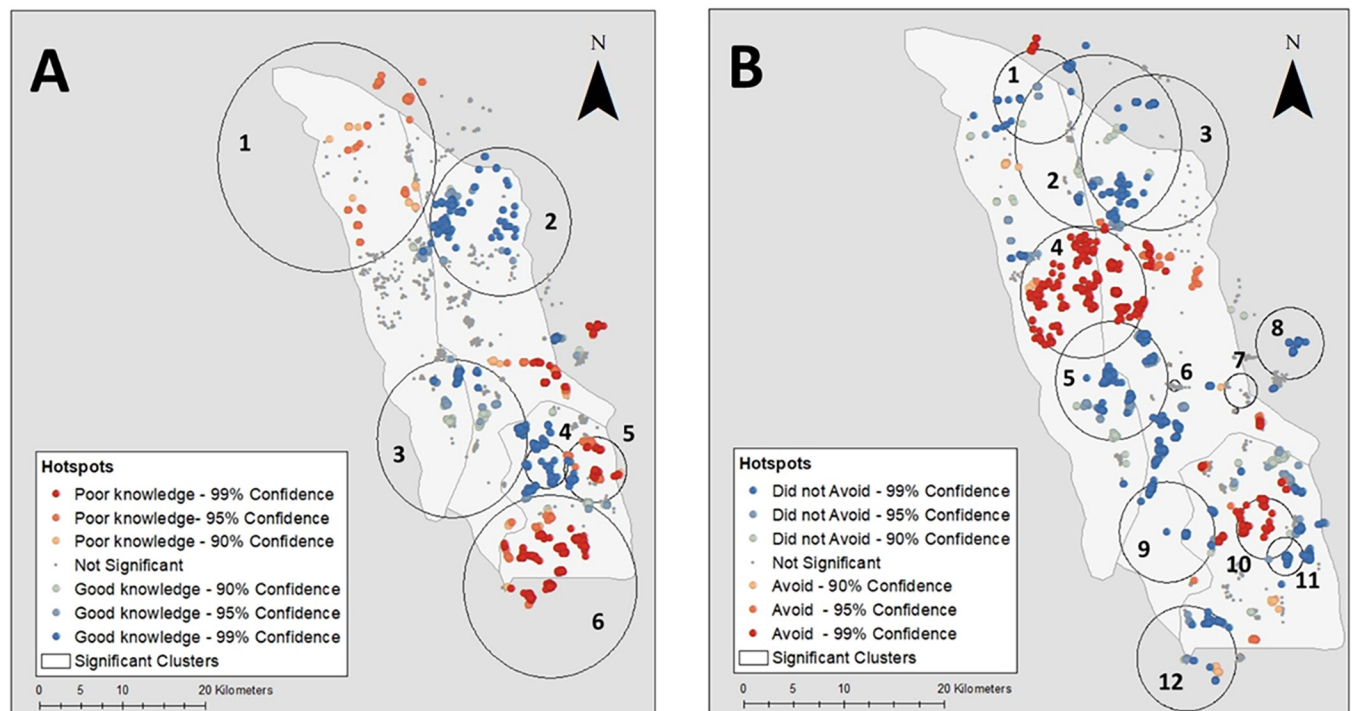 A
N
1
2
3
4
5
6
Hotspots
Poor knowledge - 99% Confidence
Poor knowledge- 95% Confidence
Poor knowledge - 90% Confidence
Not Significant
Good knowledge - 90% Confidence
Good knowledge - 95% Confidence
Good knowledge - 99% Confidence
Significant Clusters
0 5 10 20 Kilometers
B
N
1
3
2
4
8
7
5
6
9
10
11
12
Hotspots
Did not Avoid - 99% Confidence
Did not Avoid - 95% Confidence
Did not Avoid - 90% Confidence
Not Significant
Avoid - 90% Confidence
Avoid - 95% Confidence
Avoid - 99% Confidence
Significant Clusters
0 5 10 20 Kilometers